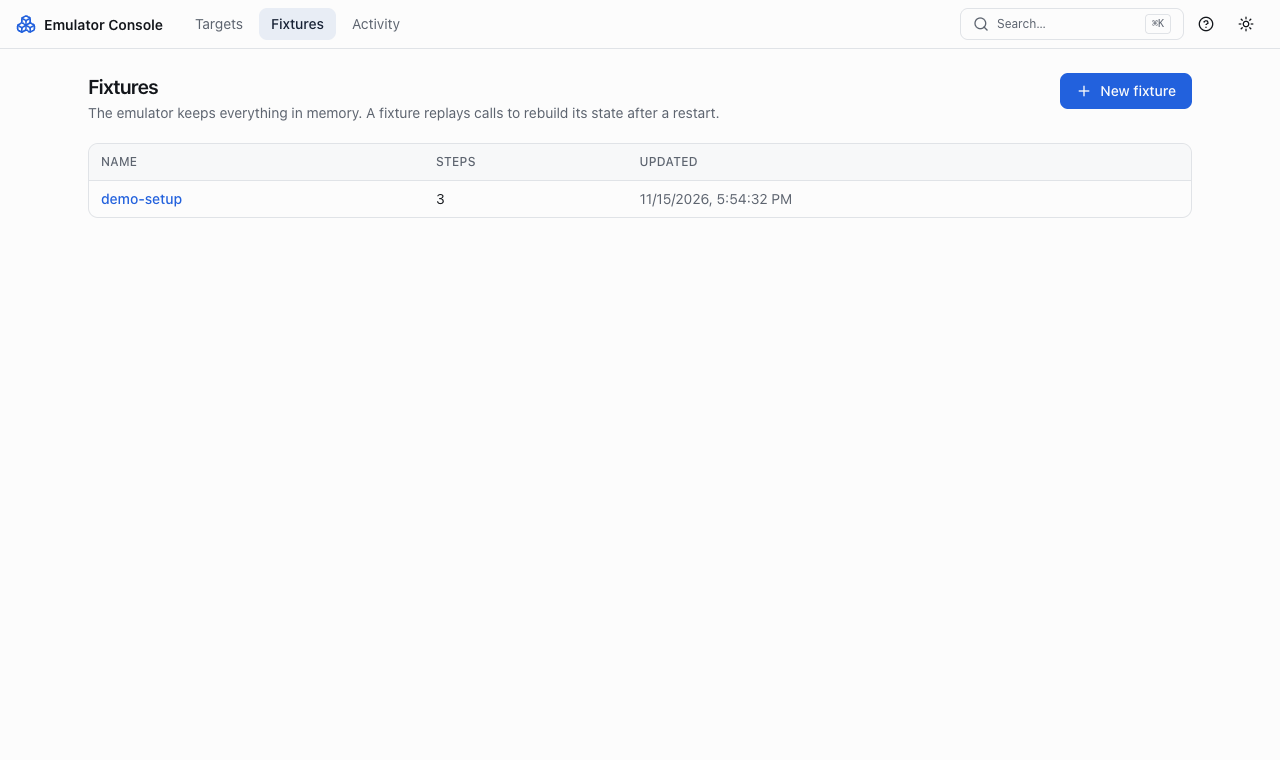 Emulator Console Targets Fixtures Activity Search... ⌘K
Fixtures
New fixture
The emulator keeps everything in memory. A fixture replays calls to rebuild its state after a restart.
NAME STEPS UPDATED
demo-setup 3 11/15/2026, 5:54:32 PM